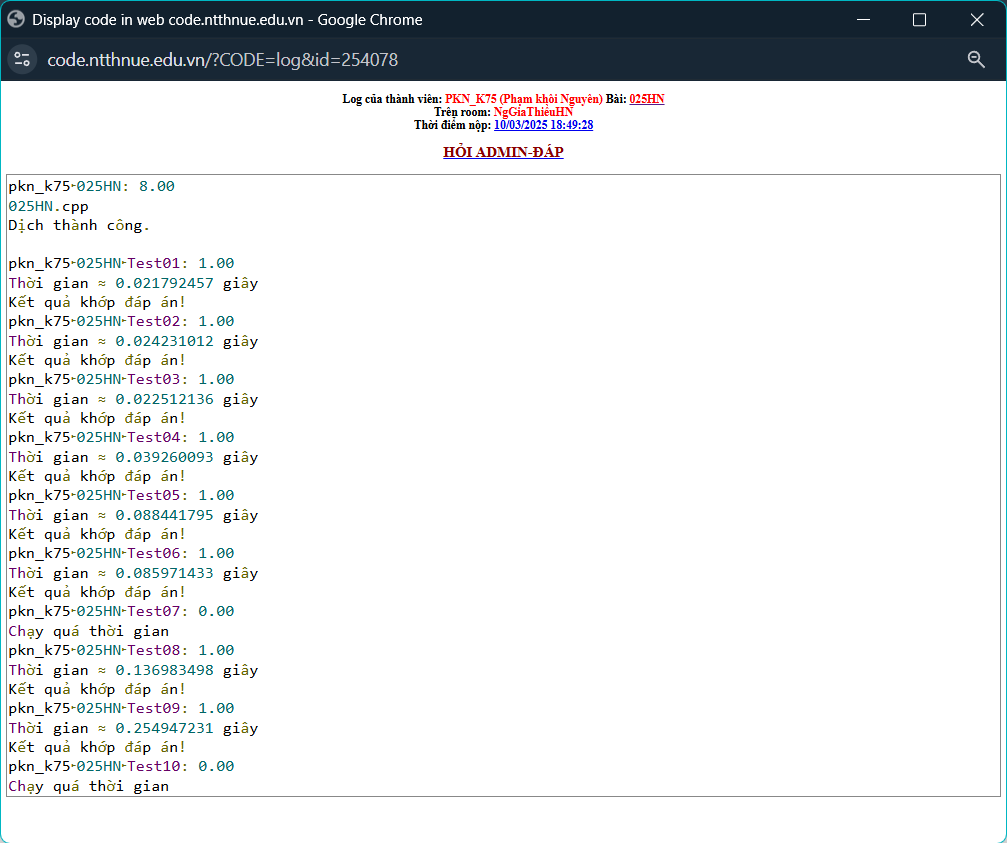 Display code in web code.ntthnue.edu.vn - Google Chrome
code.ntthnue.edu.vn/?CODE=log&id=254078
Log của thành viên: PKN_K75 (Phạm khôi Nguyên) Bài: 025HN
Trên room: NgGiaThiềuHN
Thời điểm nộp: 10/03/2025 18:49:28
HỎI ADMIN-ĐÁP
pkn_k75‣025HN: 8.00
025HN.cpp
Dịch thành công.
pkn_k75‣025HN‣Test01: 1.00
Thời gian ≈ 0.021792457 giây
Kết quả khớp đáp án!
pkn_k75‣025HN‣Test02: 1.00
Thời gian ≈ 0.024231012 giây
Kết quả khớp đáp án!
pkn_k75‣025HN‣Test03: 1.00
Thời gian ≈ 0.022512136 giây
Kết quả khớp đáp án!
pkn_k75‣025HN‣Test04: 1.00
Thời gian ≈ 0.039260093 giây
Kết quả khớp đáp án!
pkn_k75‣025HN‣Test05: 1.00
Thời gian ≈ 0.088441795 giây
Kết quả khớp đáp án!
pkn_k75‣025HN‣Test06: 1.00
Thời gian ≈ 0.085971433 giây
Kết quả khớp đáp án!
pkn_k75‣025HN‣Test07: 0.00
Chạy quá thời gian
pkn_k75‣025HN‣Test08: 1.00
Thời gian ≈ 0.136983498 giây
Kết quả khớp đáp án!
pkn_k75‣025HN‣Test09: 1.00
Thời gian ≈ 0.254947231 giây
Kết quả khớp đáp án!
pkn_k75‣025HN‣Test10: 0.00
Chạy quá thời gian